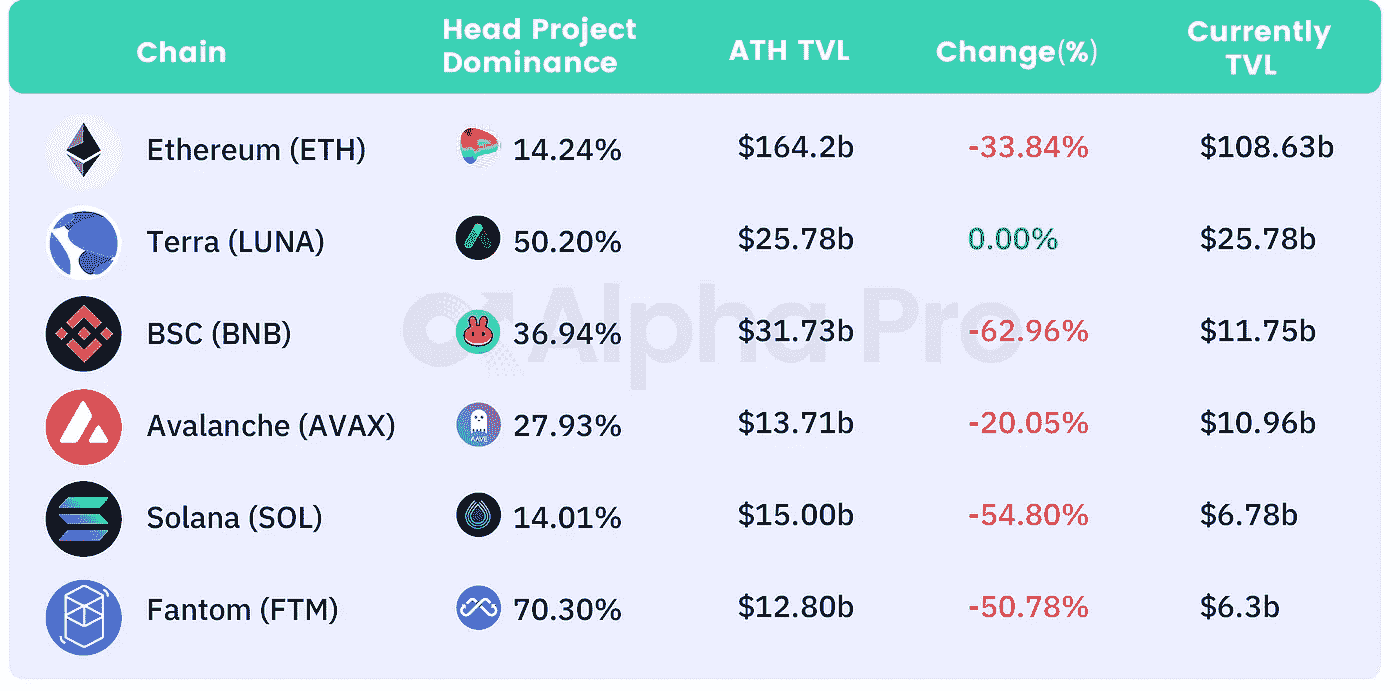 Chain
Head Project
Dominance
ATH TVL
Change(%)
Currently
TVL
Ethereum (ETH) 14.24% $164.2b -33.84% $108.63b
Terra (LUNA) 50.20% $25.78b 0.00% $25.78b
BSC (BNB) 36.94% $31.73b -62.96% $11.75b
Avalanche (AVAX) AAVE 27.93% $13.71b -20.05% $10.96b
Solana (SOL) 14.01% $15.00b -54.80% $6.78b
Fantom (FTM) 70.30% $12.80b -50.78% $6.3b
Alpha Pro